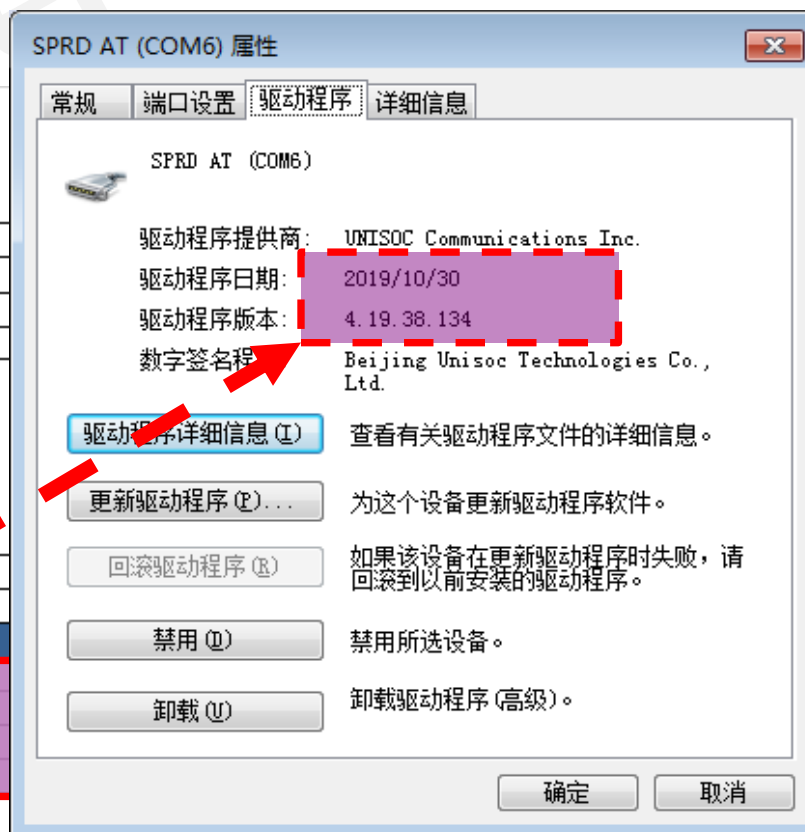 SPRD AT (COM6) 属性
常规 端口设置 驱动程序 详细信息
SPRD AT (COM6)
驱动程序提供商: UNISOC Communications Inc.
驱动程序日期: 2019/10/30
驱动程序版本: 4.19.38.134
数字签名程 Beijing Unisoc Technologies Co.,
Ltd.
驱动程序详细信息(I) 查看有关驱动程序文件的详细信息。
更新驱动程序(P)... 为这个设备更新驱动程序软件。
回滚驱动程序(R) 如果该设备在更新驱动程序时失败，请
回滚到以前安装的驱动程序。
禁用(D) 禁用所选设备。
卸载(U) 卸载驱动程序(高级)。
确定 取消